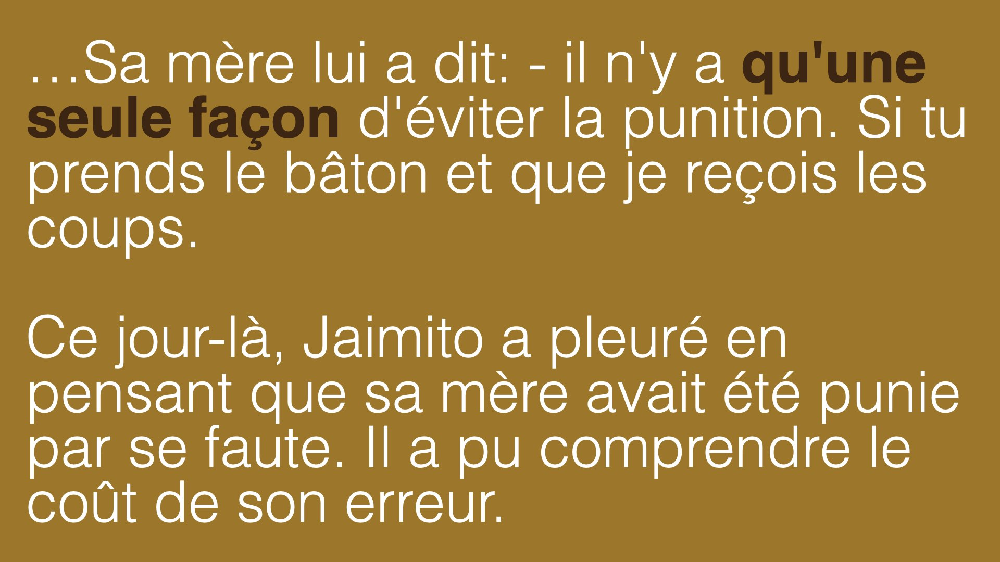 …Sa mère lui a dit: - il n'y a qu'une
seule façon d'éviter la punition. Si tu
prends le bâton et que je reçois les
coups.
Ce jour-là, Jaimito a pleuré en
pensant que sa mère avait été punie
par se faute. Il a pu comprendre le
coût de son erreur.